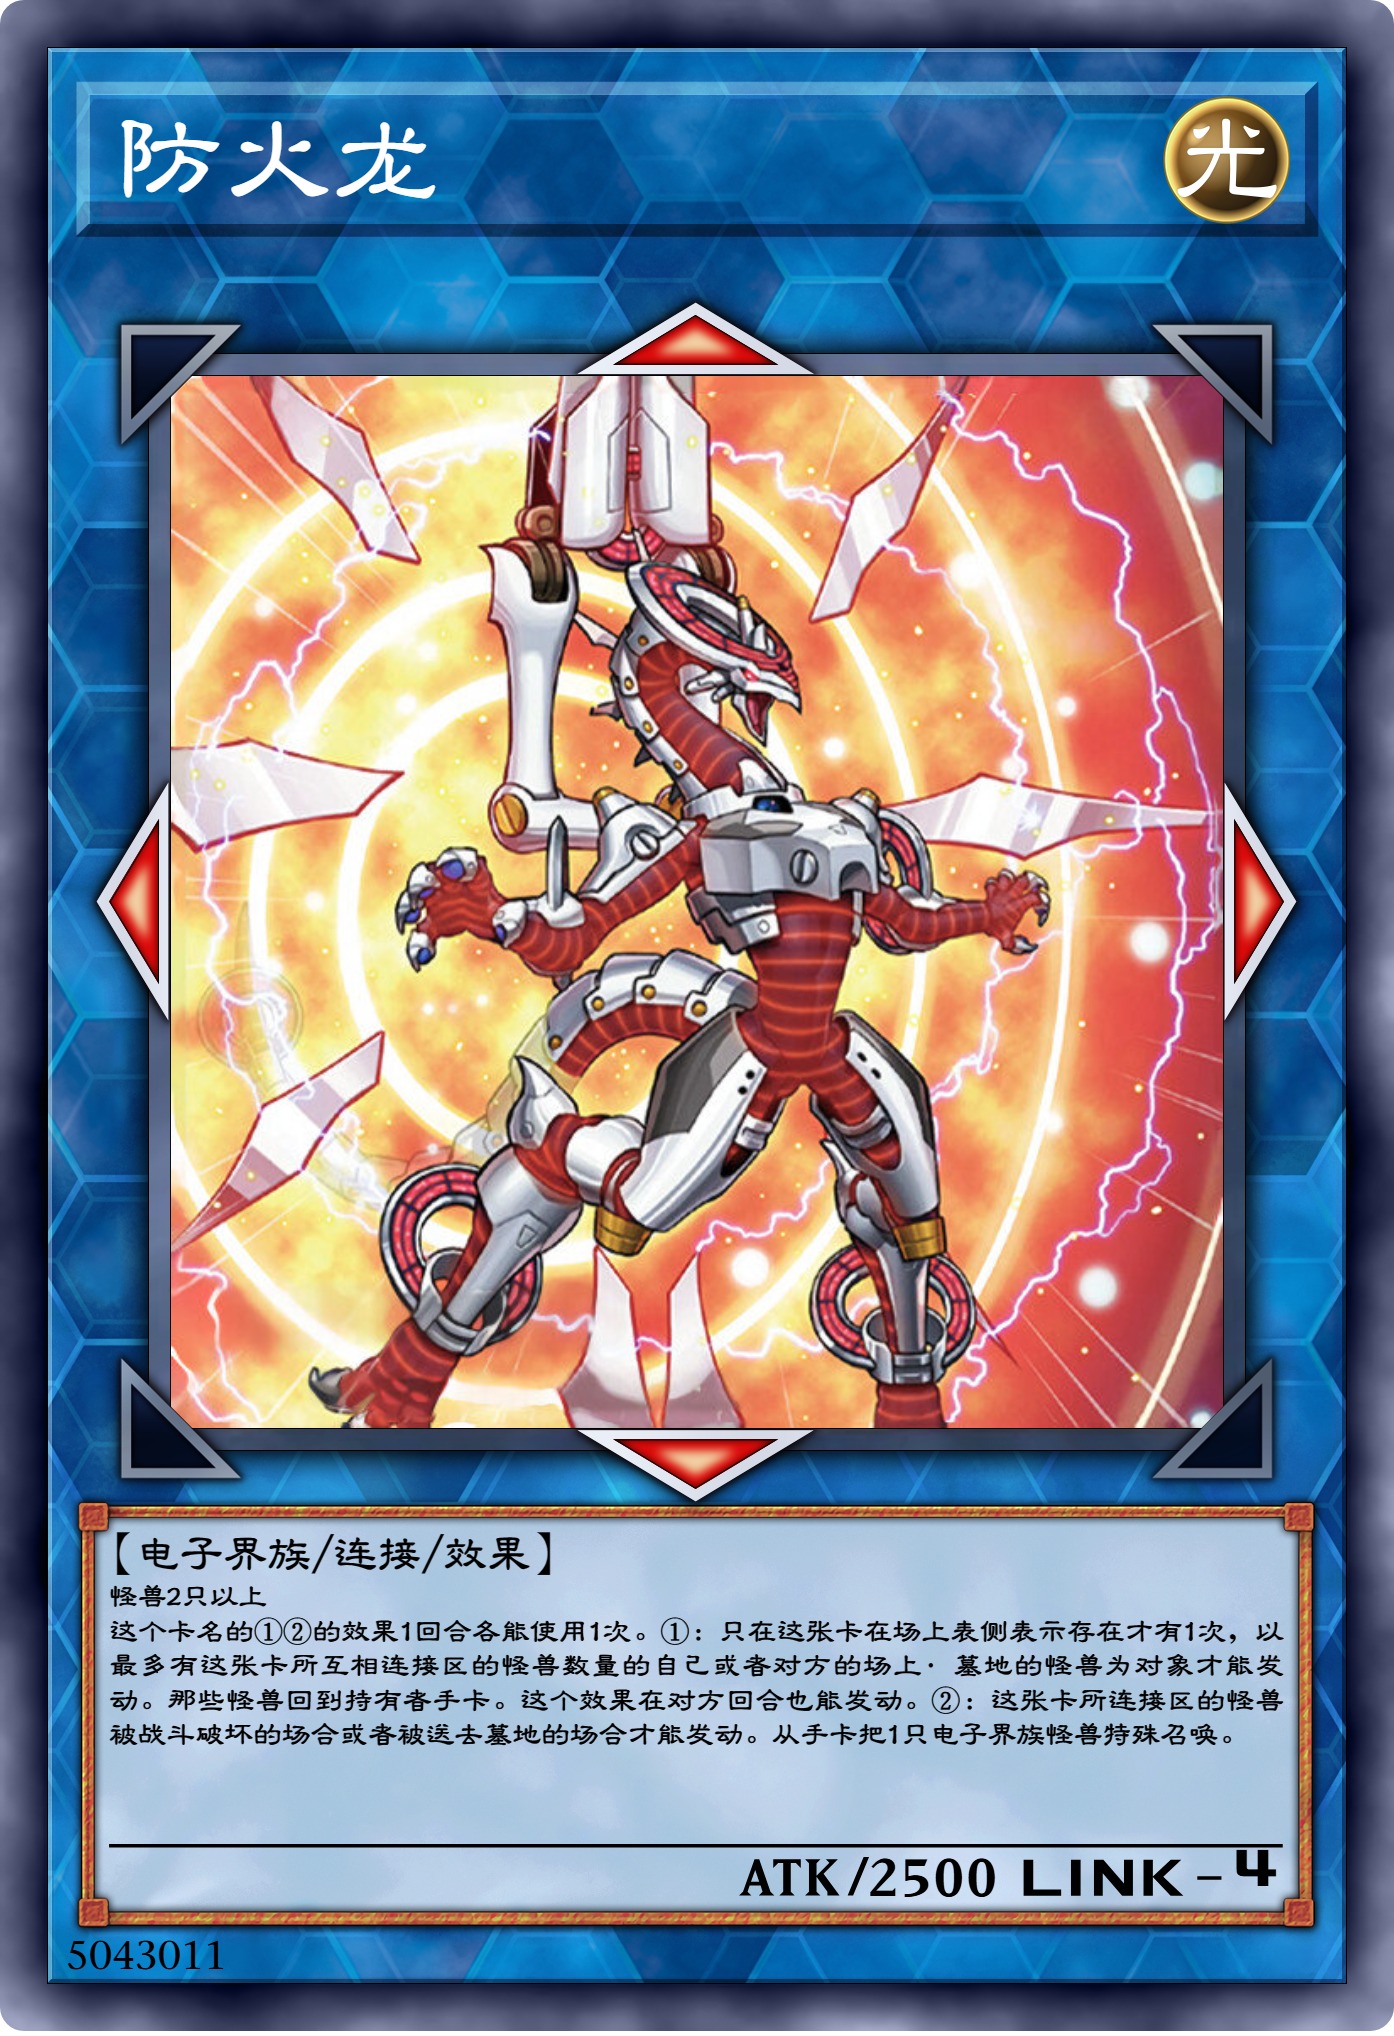 防火龙
光
【电子界族/连接/效果】
怪兽2只以上
这个卡名的①②的效果1回合各能使用1次。①：只在这张卡在场上表侧表示存在才有1次，以
最多有这张卡所互相连接区的怪兽数量的自己或者对方的场上·墓地的怪兽为对象才能发
动。那些怪兽回到持有者手卡。这个效果在对方回合也能发动。②：这张卡所连接区的怪兽
被战斗破坏的场合或者被送去墓地的场合才能发动。从手卡把1只电子界族怪兽特殊召唤。
ATK/2500 LINK-4
5043011